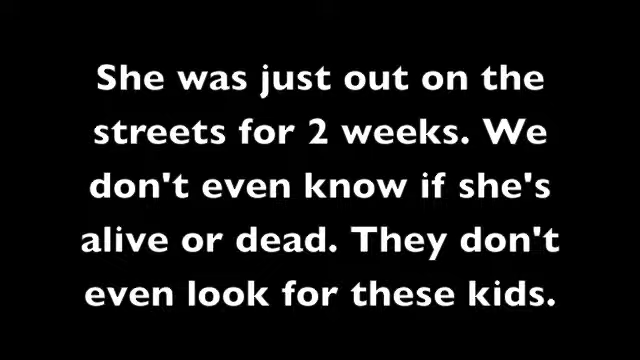 She was just out on the
streets for 2 weeks. We
don't even know if she's
alive or dead. They don't
even look for these kids.